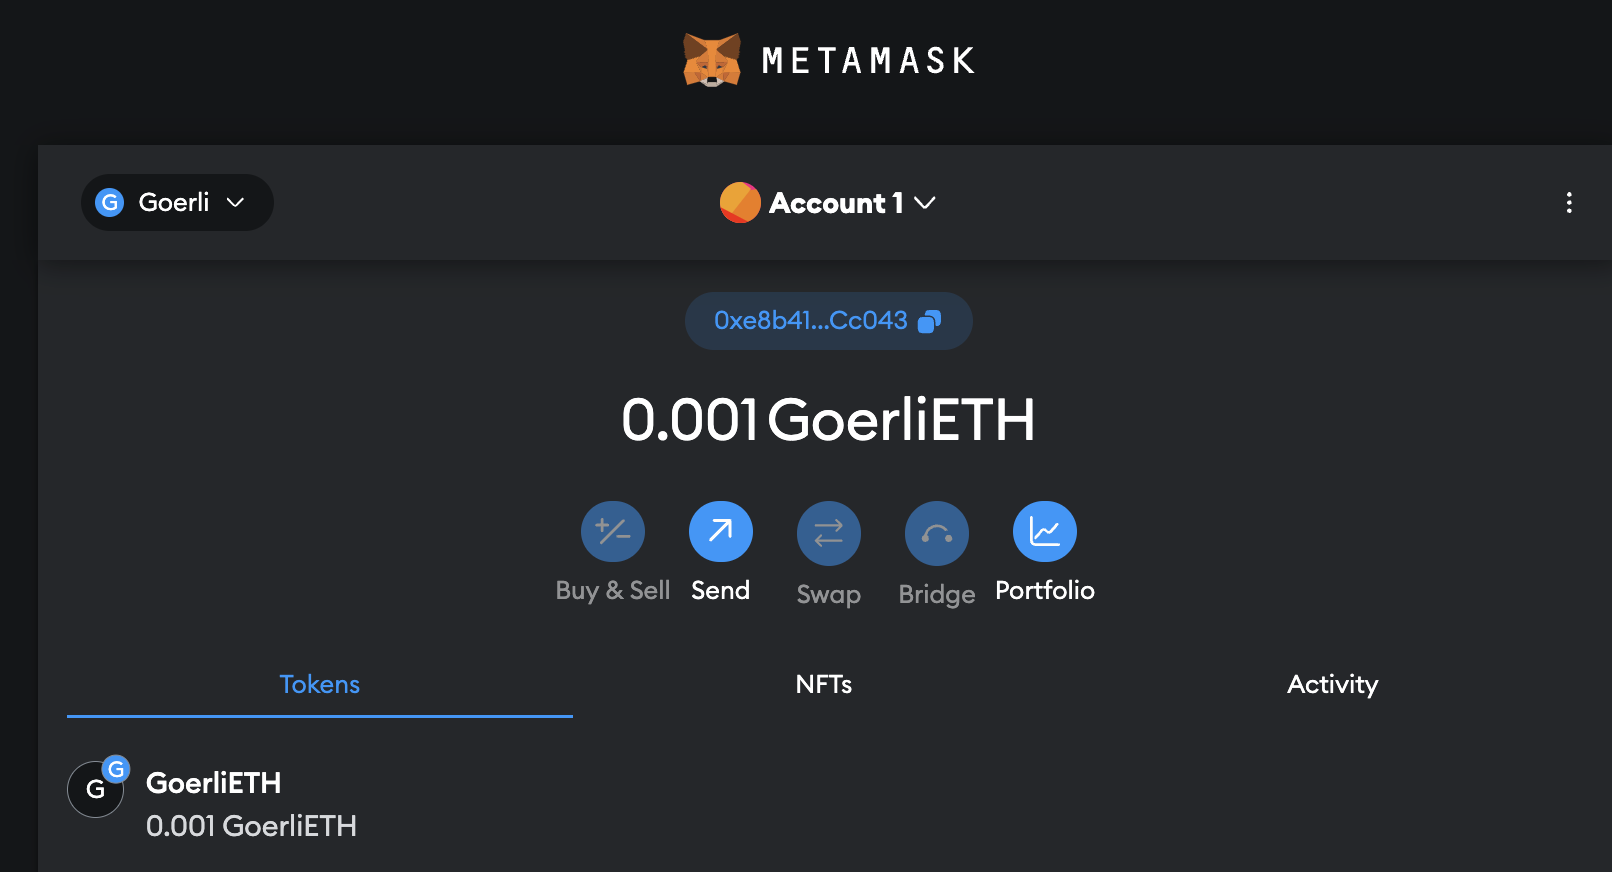 METAMASK
G Goerli
Account 1
0xe8b41...Cc043
0.001 GoerliETH
Buy & Sell Send Swap Bridge Portfolio
Tokens NFTs Activity
G
G
GoerliETH
0.001 GoerliETH